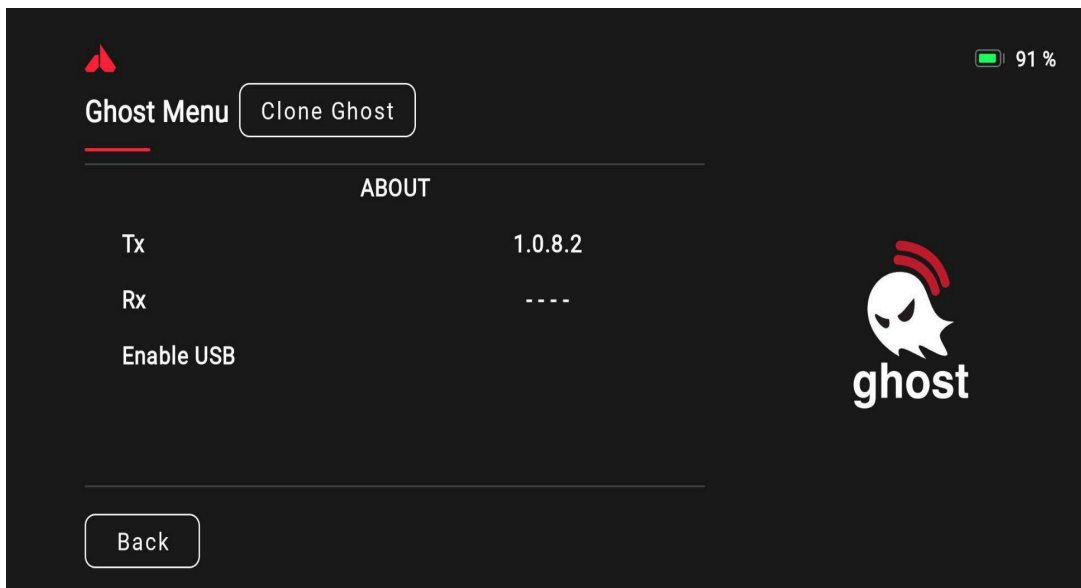 91 %
Ghost Menu Clone Ghost
ABOUT
Tx 1.0.8.2
Rx ----
Enable USB
ghost
Back